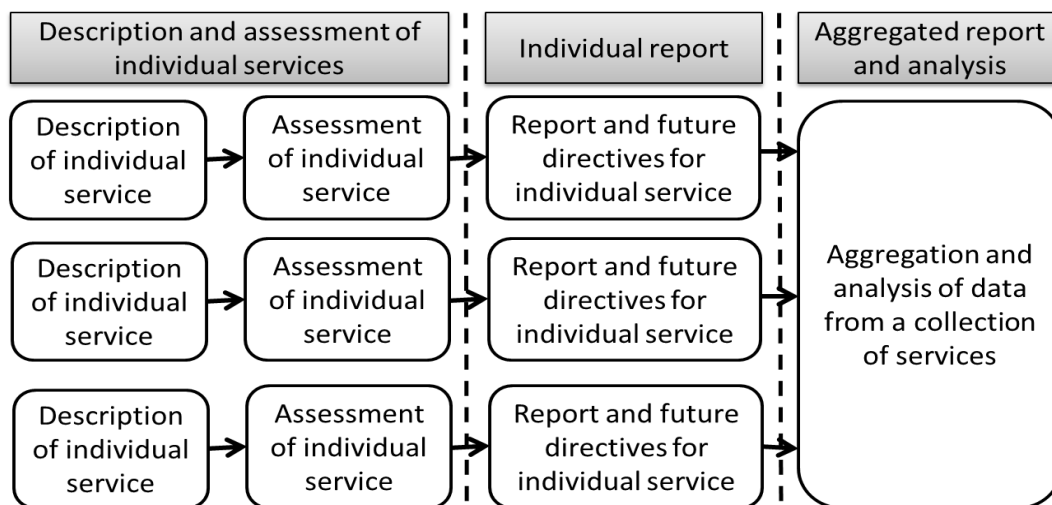 Description and assessment of
individual services
Individual report
Aggregated report
and analysis
Description
of individual
service
Assessment
of individual
service
Report and future
directives for
individual service
Description
of individual
service
Assessment
of individual
service
Report and future
directives for
individual service
Description
of individual
service
Assessment
of individual
service
Report and future
directives for
individual service
Aggregation and
analysis of data
from a collection
of services